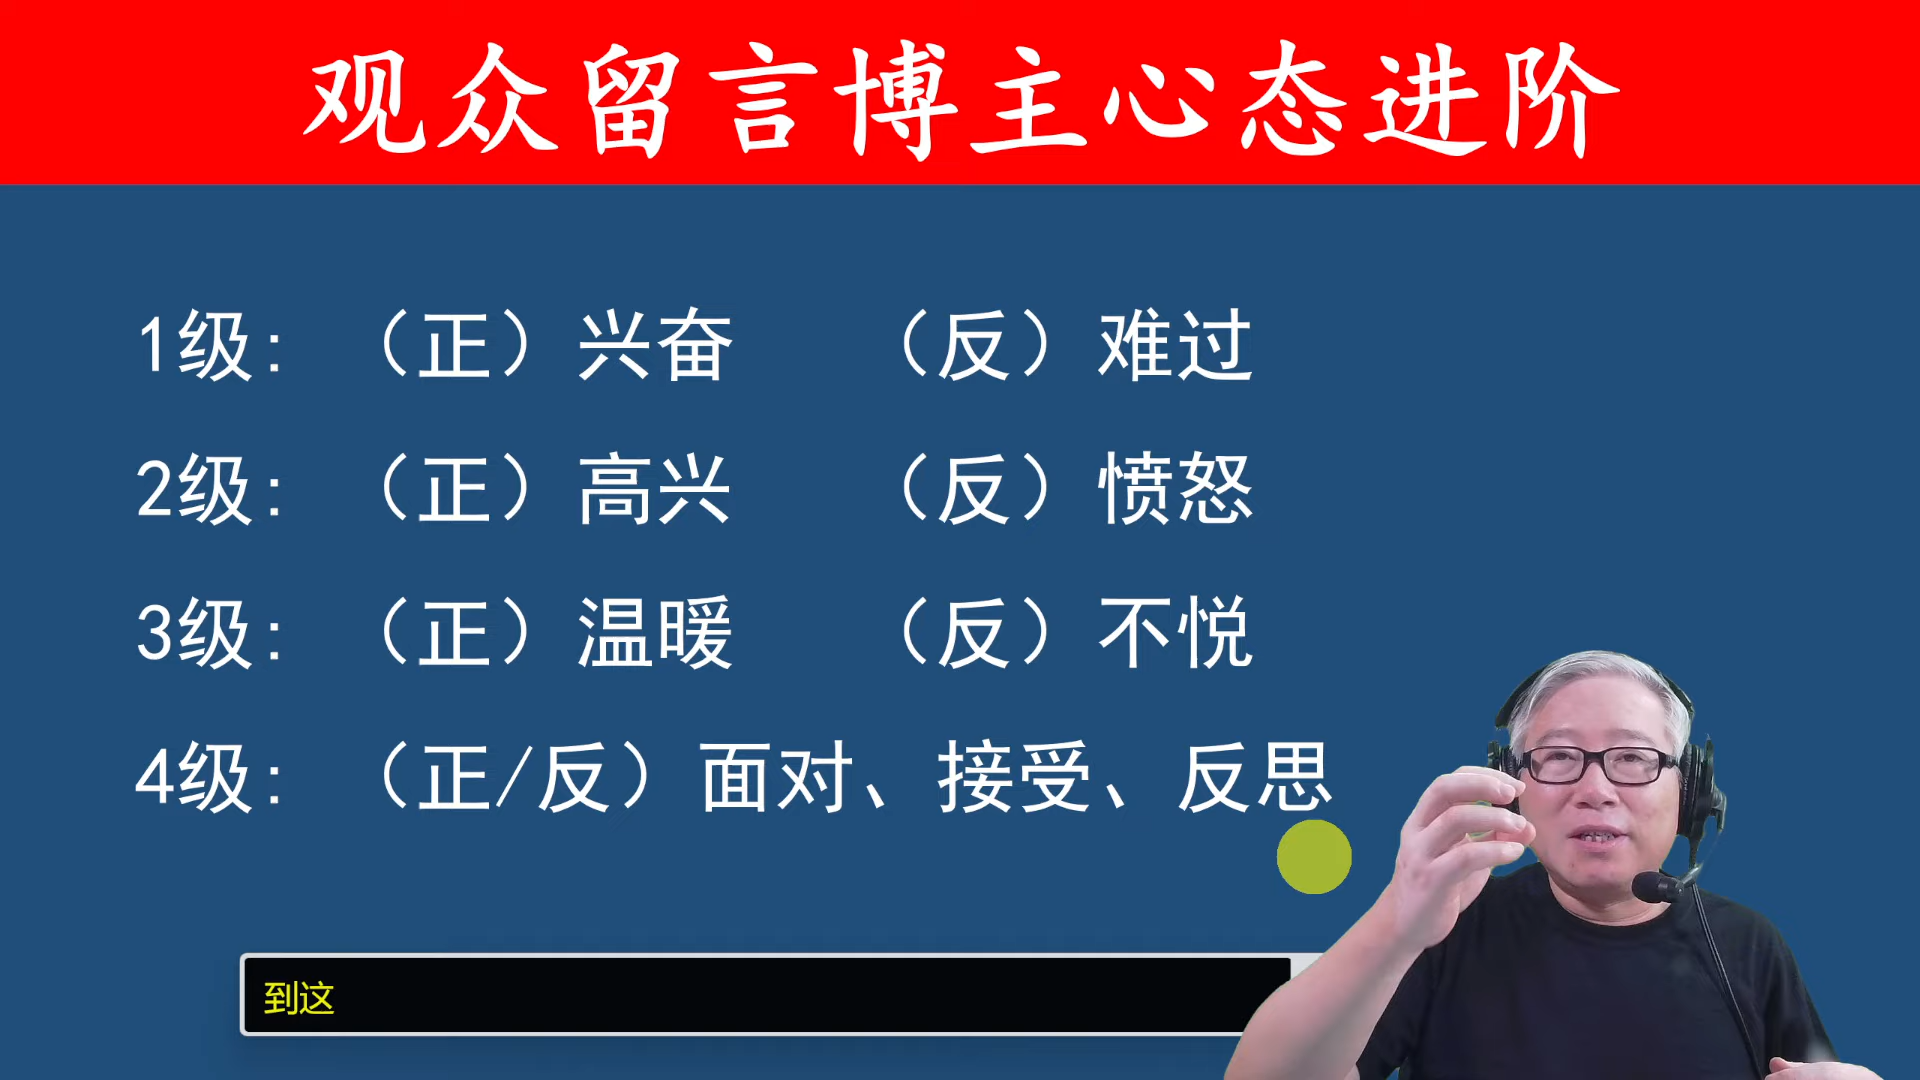 观众留言博主心态进阶
1级：（正）兴奋 （反）难过
2级：（正）高兴 （反）愤怒
3级：（正）温暖 （反）不悦
4级：（正/反）面对、接受、反思
到这